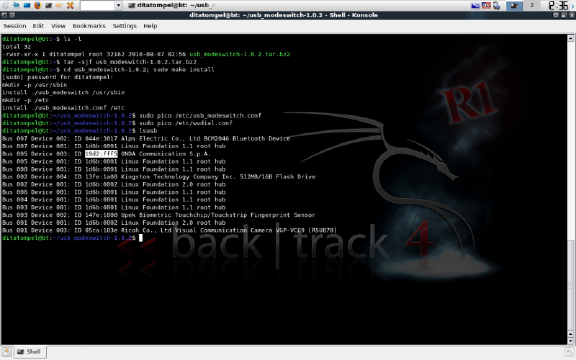 ditatompel@bt: ~/usb_
ditatompel@bt: ~/usb_modeswitch-1.0.2 - Shell - Konsole
2:36
Session Edit View Bookmarks Settings Help
ditatompel@bt:~$ ls -l
total 32
-rwxr-xr-x 1 ditatompel root 32162 2010-08-07 02:56 usb_modeswitch-1.0.2.tar.bz2
ditatompel@bt:~$ tar -xjf usb_modeswitch-1.0.2.tar.bz2
ditatompel@bt:~$ cd usb_modeswitch-1.0.2; sudo make install
[sudo] password for ditatompel:
mkdir -p /usr/sbin
install ./usb_modeswitch /usr/sbin
mkdir -p /etc
install ./usb_modeswitch.conf /etc
ditatompel@bt:~/usb_modeswitch-1.0.2$ sudo pico /etc/usb_modeswitch.conf
ditatompel@bt:~/usb_modeswitch-1.0.2$ sudo pico /etc/wvdial.conf
ditatompel@bt:~/usb_modeswitch-1.0.2$ lsusb
Bus 007 Device 002: ID 044e:3017 Alps Electric Co., Ltd BCM2046 Bluetooth Device
Bus 007 Device 001: ID 1d6b:0001 Linux Foundation 1.1 root hub
Bus 005 Device 003: ID 19d2:fff1 ONDA Communication S.p.A.
Bus 005 Device 001: ID 1d6b:0001 Linux Foundation 1.1 root hub
Bus 006 Device 001: ID 1d6b:0001 Linux Foundation 1.1 root hub
Bus 002 Device 004: ID 13fe:1a00 Kingston Technology Company Inc. 512MB/1GB Flash Drive
Bus 002 Device 001: ID 1d6b:0002 Linux Foundation 2.0 root hub
Bus 004 Device 001: ID 1d6b:0001 Linux Foundation 1.1 root hub
Bus 003 Device 002: ID 147e:1000 Upek Biometric Touchchip/Touchstrip Fingerprint Sensor
Bus 003 Device 001: ID 1d6b:0001 Linux Foundation 1.1 root hub
Bus 001 Device 001: ID 1d6b:0002 Linux Foundation 2.0 root hub
Bus 001 Device 003: ID 05ca:183e Ricoh Co., Ltd Visual Communication Camera VGP-VCC9 [R5U870]
ditatompel@bt:~/usb_modeswitch-1.0.2$
R1
<< back | track 4
Shell